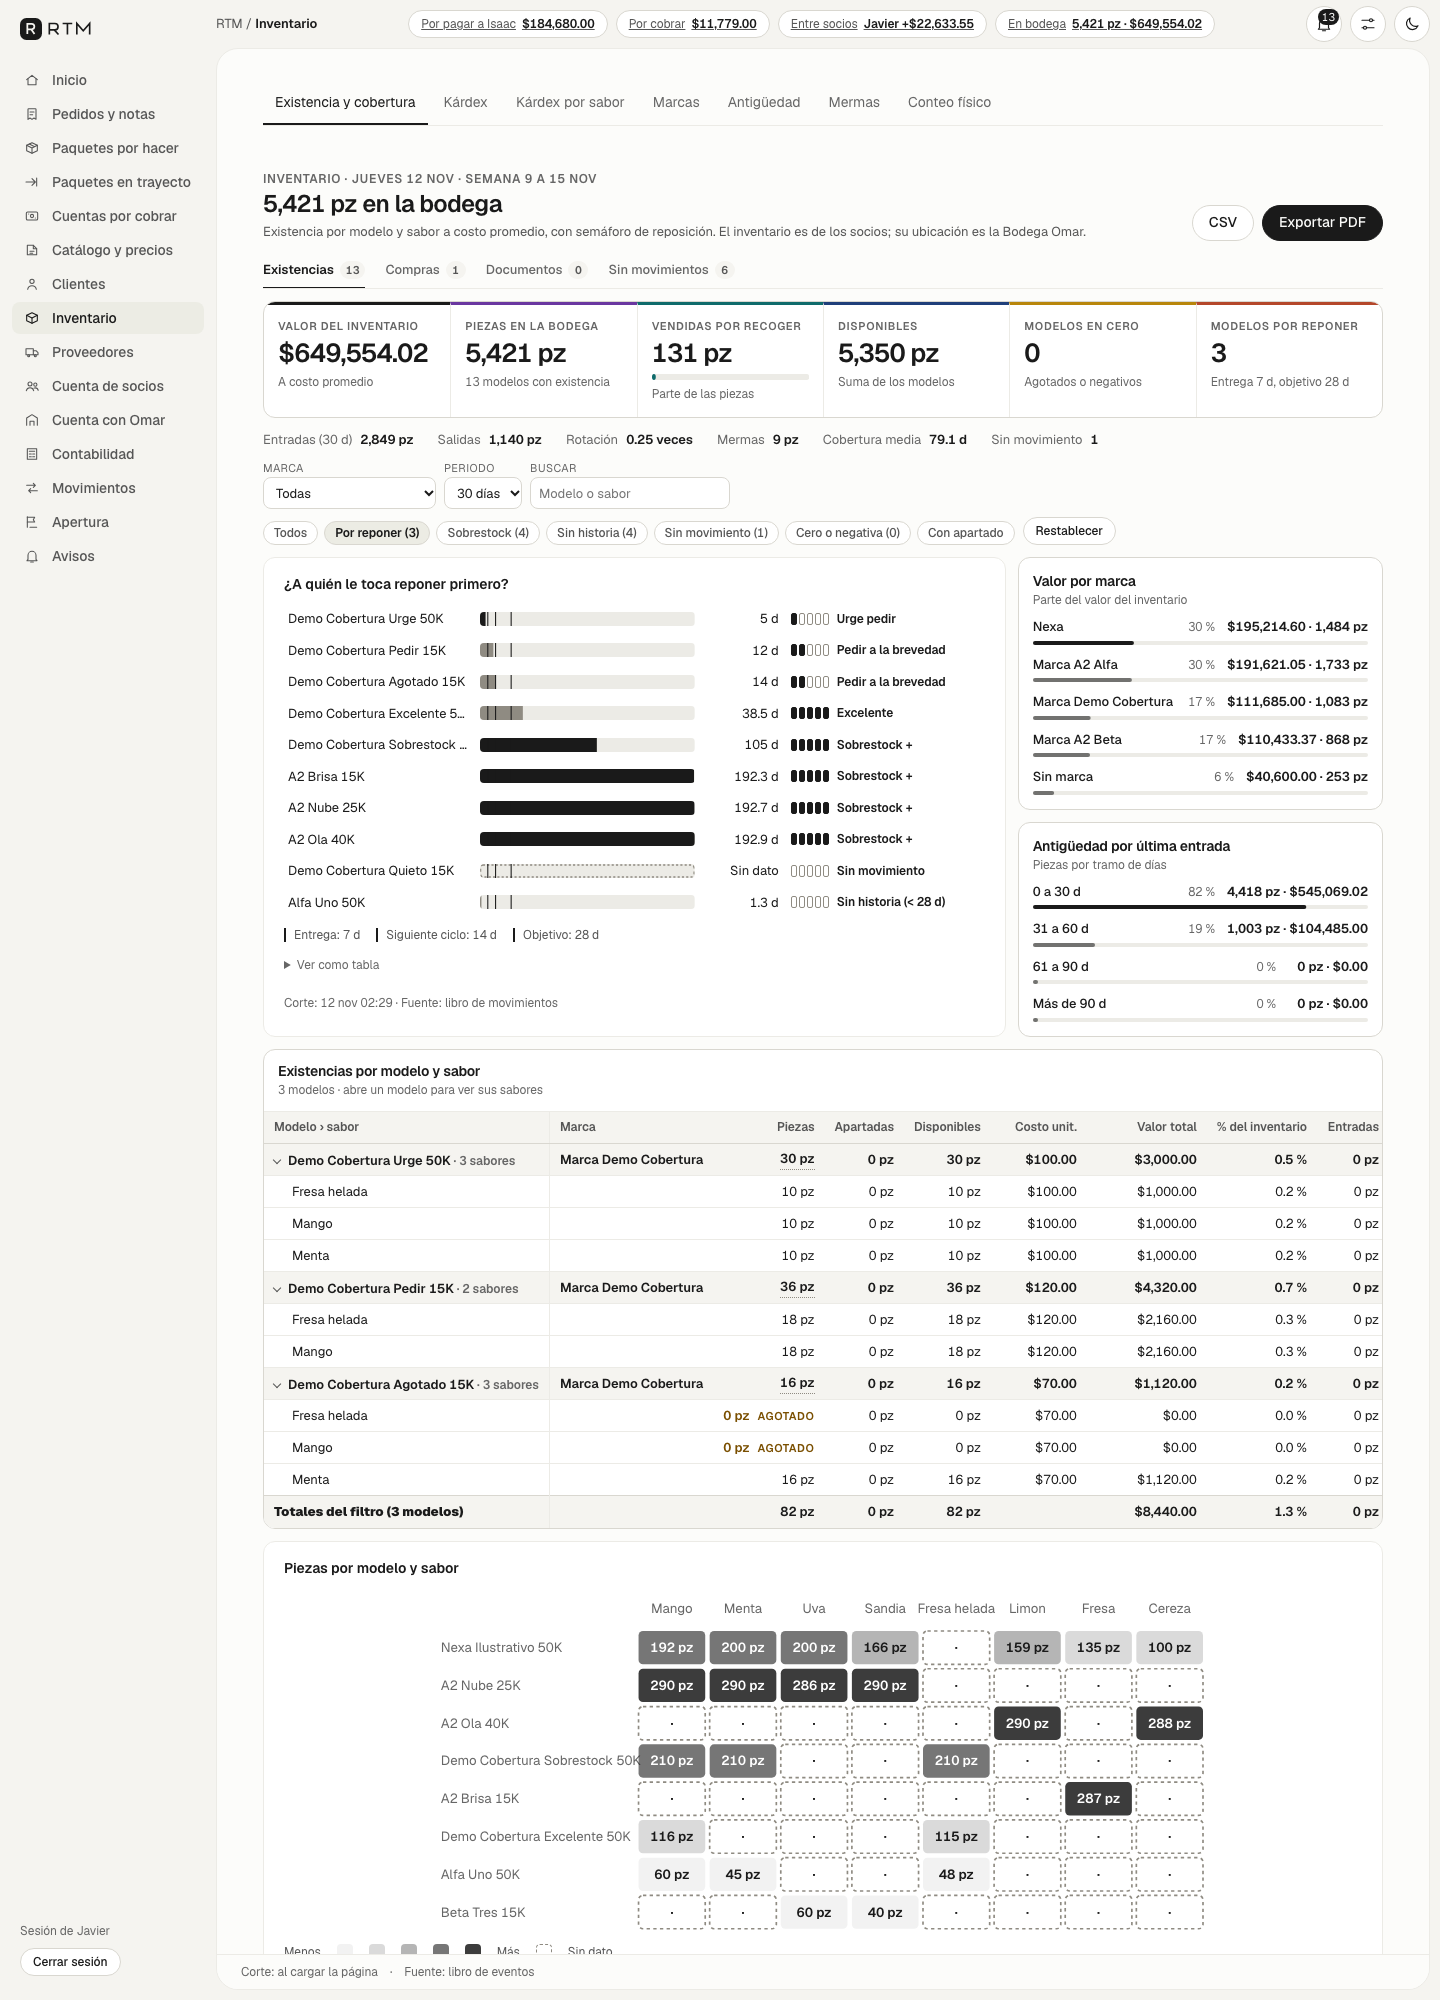 R RTM
RTM / Inventario
Por pagar a Isaac $184,680.00
Por cobrar $11,779.00
Entre socios Javier +$22,633.55
En bodega 5,421 pz · $649,554.02
13
Inicio
Pedidos y notas
Paquetes por hacer
Paquetes en trayecto
Cuentas por cobrar
Catálogo y precios
Clientes
Inventario
Proveedores
Cuenta de socios
Cuenta con Omar
Contabilidad
Movimientos
Apertura
Avisos
Sesión de Javier
Cerrar sesión
Existencia y cobertura Kárdex Kárdex por sabor Marcas Antigüedad Mermas Conteo físico
INVENTARIO · JUEVES 12 NOV · SEMANA 9 A 15 NOV
5,421 pz en la bodega
Existencia por modelo y sabor a costo promedio, con semáforo de reposición. El inventario es de los socios; su ubicación es la Bodega Omar.
CSV
Exportar PDF
Existencias 13 Compras 1 Documentos 0 Sin movimientos 6
VALOR DEL INVENTARIO
$649,554.02
A costo promedio
PIEZAS EN LA BODEGA
5,421 pz
13 modelos con existencia
VENDIDAS POR RECOGER
131 pz
Parte de las piezas
DISPONIBLES
5,350 pz
Suma de los modelos
MODELOS EN CERO
0
Agotados o negativos
MODELOS POR REPONER
3
Entrega 7 d, objetivo 28 d
Entradas (30 d) 2,849 pz Salidas 1,140 pz Rotación 0.25 veces Mermas 9 pz Cobertura media 79.1 d Sin movimiento 1
MARCA PERIODO BUSCAR
Todas 30 días Modelo o sabor
Todos Por reponer (3) Sobrestock (4) Sin historia (4) Sin movimiento (1) Cero o negativa (0) Con apartado Restablecer
¿A quién le toca reponer primero?
Demo Cobertura Urge 50K 5 d Urge pedir
Demo Cobertura Pedir 15K 12 d Pedir a la brevedad
Demo Cobertura Agotado 15K 14 d Pedir a la brevedad
Demo Cobertura Excelente 5... 38.5 d Excelente
Demo Cobertura Sobrestock ... 105 d Sobrestock +
A2 Brisa 15K 192.3 d Sobrestock +
A2 Nube 25K 192.7 d Sobrestock +
A2 Ola 40K 192.9 d Sobrestock +
Demo Cobertura Quieto 15K Sin dato Sin movimiento
Alfa Uno 50K 1.3 d Sin historia (< 28 d)
Entrega: 7 d Siguiente ciclo: 14 d Objetivo: 28 d
Ver como tabla
Corte: 12 nov 02:29 · Fuente: libro de movimientos
Valor por marca
Parte del valor del inventario
Nexa 30 % $195,214.60 · 1,484 pz
Marca A2 Alfa 30 % $191,621.05 · 1,733 pz
Marca Demo Cobertura 17 % $111,685.00 · 1,083 pz
Marca A2 Beta 17 % $110,433.37 · 868 pz
Sin marca 6 % $40,600.00 · 253 pz
Antigüedad por última entrada
Piezas por tramo de días
0 a 30 d 82 % 4,418 pz · $545,069.02
31 a 60 d 19 % 1,003 pz · $104,485.00
61 a 90 d 0 % 0 pz · $0.00
Más de 90 d 0 % 0 pz · $0.00
Existencias por modelo y sabor
3 modelos · abre un modelo para ver sus sabores
Modelo › sabor Marca Piezas Apartadas Disponibles Costo unit. Valor total % del inventario Entradas
Demo Cobertura Urge 50K · 3 sabores Marca Demo Cobertura 30 pz 0 pz 30 pz $100.00 $3,000.00 0.5 % 0 pz
Fresa helada 10 pz 0 pz 10 pz $100.00 $1,000.00 0.2 % 0 pz
Mango 10 pz 0 pz 10 pz $100.00 $1,000.00 0.2 % 0 pz
Menta 10 pz 0 pz 10 pz $100.00 $1,000.00 0.2 % 0 pz
Demo Cobertura Pedir 15K · 2 sabores Marca Demo Cobertura 36 pz 0 pz 36 pz $120.00 $4,320.00 0.7 % 0 pz
Fresa helada 18 pz 0 pz 18 pz $120.00 $2,160.00 0.3 % 0 pz
Mango 18 pz 0 pz 18 pz $120.00 $2,160.00 0.3 % 0 pz
Demo Cobertura Agotado 15K · 3 sabores Marca Demo Cobertura 16 pz 0 pz 16 pz $70.00 $1,120.00 0.2 % 0 pz
Fresa helada 0 pz AGOTADO 0 pz 0 pz $70.00 $0.00 0.0 % 0 pz
Mango 0 pz AGOTADO 0 pz 0 pz $70.00 $0.00 0.0 % 0 pz
Menta 16 pz 0 pz 16 pz $70.00 $1,120.00 0.2 % 0 pz
Totales del filtro (3 modelos) 82 pz 0 pz 82 pz $8,440.00 1.3 % 0 pz
Piezas por modelo y sabor
Mango Menta Uva Sandia Fresa helada Limon Fresa Cereza
Nexa Ilustrativo 50K 192 pz 200 pz 200 pz 166 pz · 159 pz 135 pz 100 pz
A2 Nube 25K 290 pz 290 pz 286 pz 290 pz · · · ·
A2 Ola 40K · · · · · 290 pz · 288 pz
Demo Cobertura Sobrestock 50K 210 pz 210 pz · · 210 pz · · ·
A2 Brisa 15K · · · · · · 287 pz ·
Demo Cobertura Excelente 50K 116 pz · · · 115 pz · · ·
Alfa Uno 50K 60 pz 45 pz · · 48 pz · · ·
Beta Tres 15K · · 60 pz 40 pz · · · ·
Menos Más Sin dato
Corte: al cargar la página · Fuente: libro de eventos